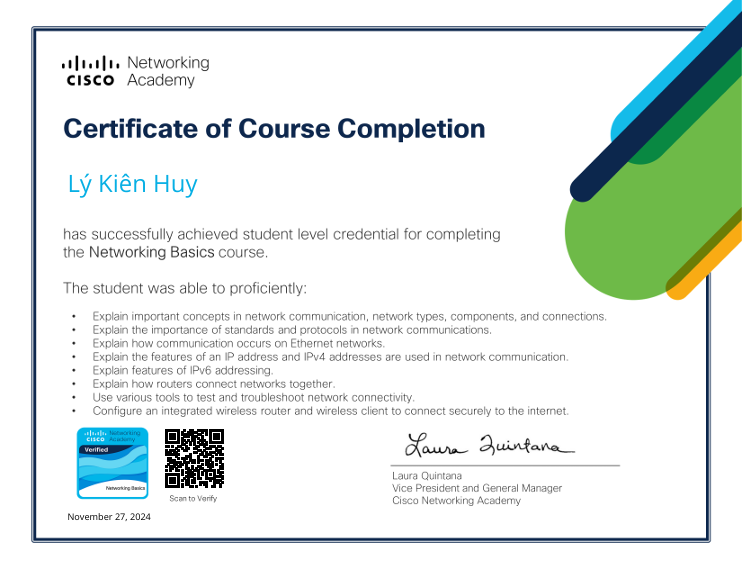 Networking
CISCO Academy
Certificate of Course Completion
Lý Kiên Huy
has successfully achieved student level credential for completing
the Networking Basics course.
The student was able to proficiently:
• Explain important concepts in network communication, network types, components, and connections.
• Explain the importance of standards and protocols in network communications.
• Explain how communication occurs on Ethernet networks.
• Explain the features of an IP address and IPv4 addresses are used in network communication.
• Explain features of IPv6 addressing.
• Explain how routers connect networks together.
• Use various tools to test and troubleshoot network connectivity.
• Configure an integrated wireless router and wireless client to connect securely to the internet.
Networking
CISCO Academy
Verified
Networking Basics
Scan to Verify
November 27, 2024
Laura Quintana
Laura Quintana
Vice President and General Manager
Cisco Networking Academy